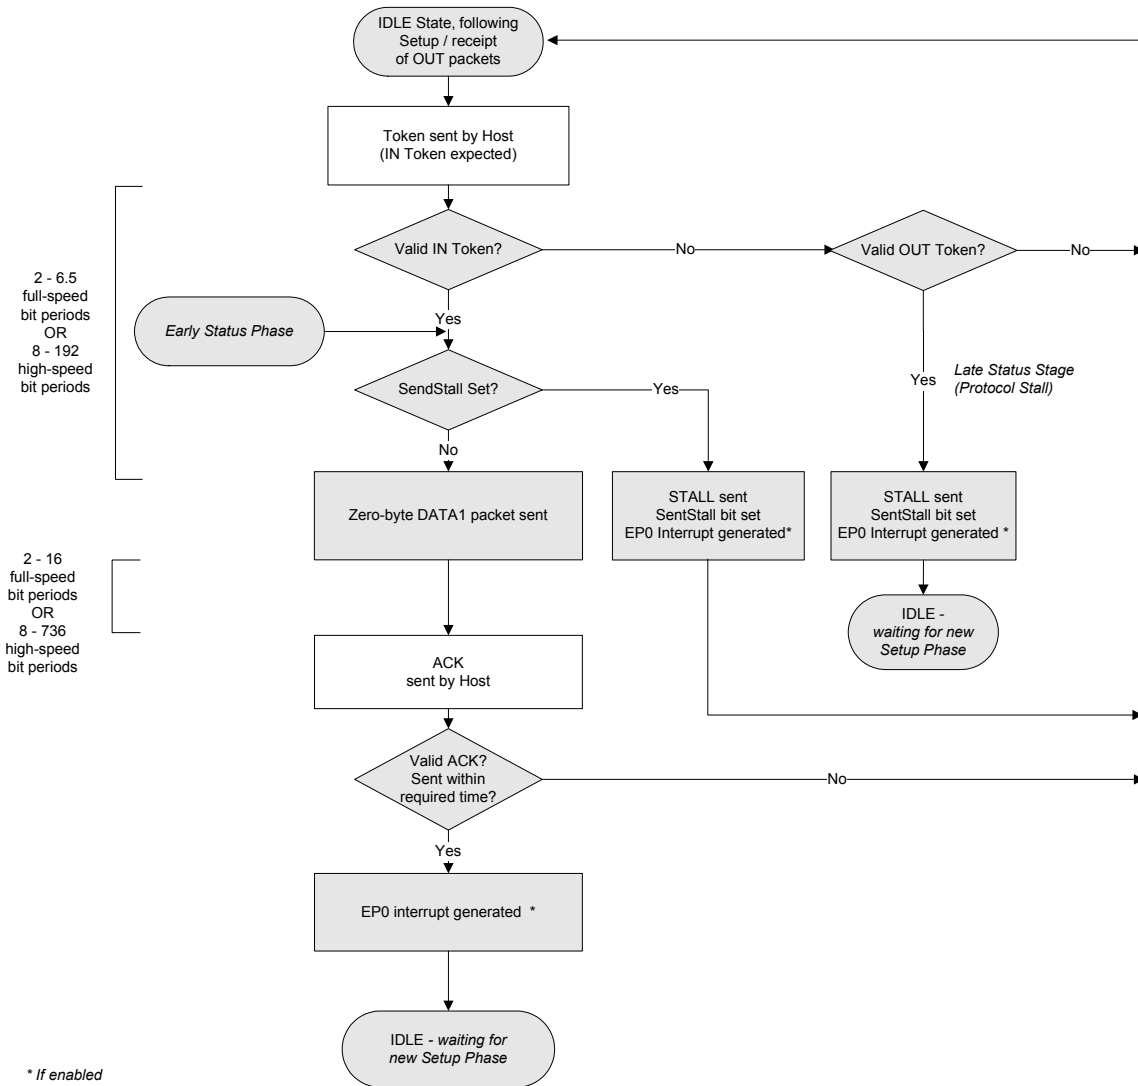 IDLE State, following
Setup / receipt
of OUT packets
Token sent by Host
(IN Token expected)
Valid IN Token?
No
Valid OUT Token?
No
2 - 6.5
full-speed
bit periods
OR
8 - 192
high-speed
bit periods
Yes
Early Status Phase
SendStall Set?
Yes
Yes
Late Status Stage
(Protocol Stall)
No
Zero-byte DATA1 packet sent
STALL sent
SentStall bit set
EP0 Interrupt generated*
STALL sent
SentStall bit set
EP0 Interrupt generated *
2 - 16
full-speed
bit periods
OR
8 - 736
high-speed
bit periods
IDLE -
waiting for new
Setup Phase
ACK
sent by Host
Valid ACK?
Sent within
required time?
No
Yes
EP0 interrupt generated *
IDLE - waiting for
new Setup Phase
* If enabled